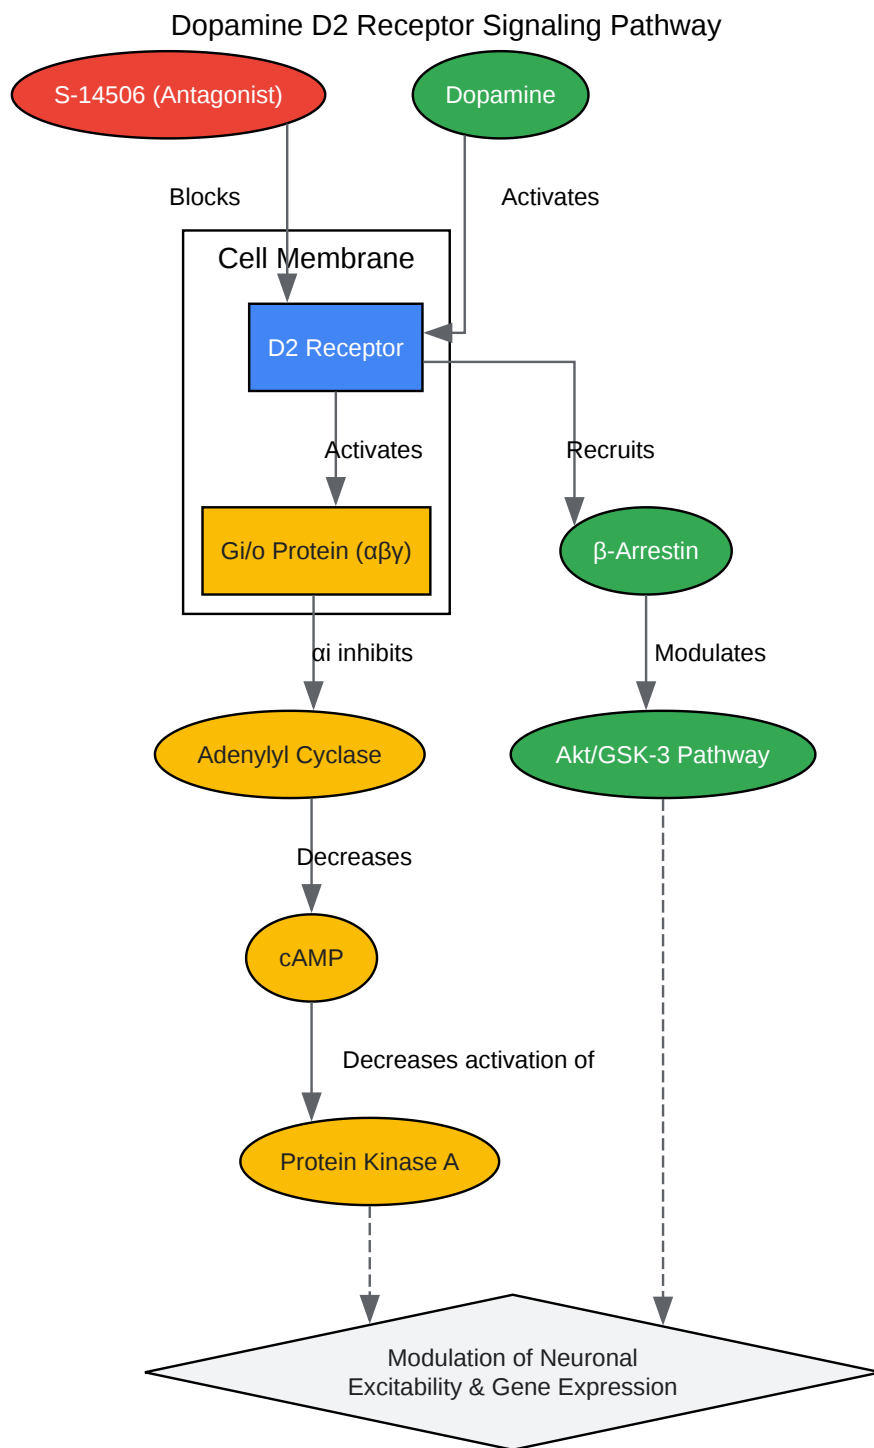 Dopamine D2 Receptor Signaling Pathway
S-14506 (Antagonist)
Dopamine
Blocks
Activates
Cell Membrane
D2 Receptor
Activates
Recruits
Gi/o Protein (αβγ)
β-Arrestin
αi inhibits
Modulates
Adenylyl Cyclase
Akt/GSK-3 Pathway
Decreases
cAMP
Decreases activation of
Protein Kinase A
Modulation of Neuronal
Excitability & Gene Expression